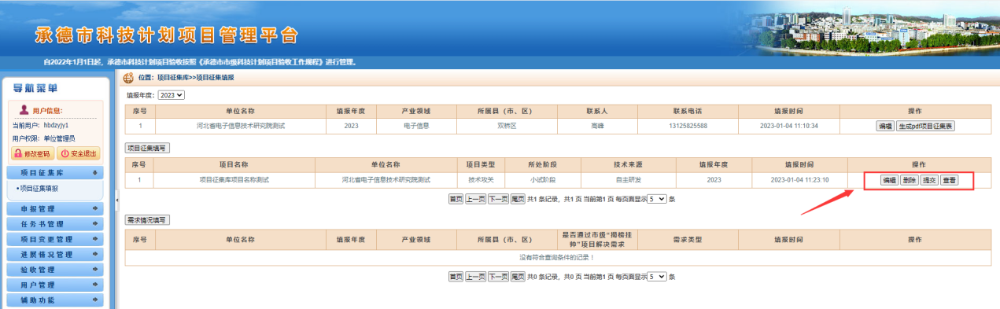 承德市科技计划项目管理平台
自2022年1月1日起，承德市科技计划项目验收按照《承德市市级科技计划项目验收工作规程》进行管理。
导航菜单
用户信息：
当前用户：hbdzyjy1
用户权限：单位管理员
修改密码 安全退出
项目征集库
•项目征集填报
申报管理
任务书管理
项目变更管理
进展情况管理
验收管理
用户管理
辅助功能
位置：项目征集库>>项目征集填报
填报年度：2023
序号 单位名称 填报年度 产业领域 所属县（市、区） 联系人 联系电话 填报时间 操作
1 河北省电子信息技术研究院测试 2023 电子信息 双桥区 高峰 13125825588 2023-01-04 11:10:34 编辑 生成pdf项目征集表
项目征集填写
序号 项目名称 单位名称 项目类型 所处阶段 技术来源 填报年度 填报时间 操作
1 项目征集库项目名称测试 河北省电子信息技术研究院测试 技术攻关 小试阶段 自主研发 2023 2023-01-04 11:23:10 编辑 删除 提交 查看
首页 上一页 下一页 尾页 共1 条记录，共1 页 当前第1 页 每页面显示 5 条
需求情况填写
序号 单位名称 填报年度 产业领域 所属县（市、区） 是否通过市级“揭榜挂帅”项目解决需求 需求类型 填报时间 操作
没有符合查询条件的记录！
首页 上一页 下一页 尾页 共0 条记录，共0 页 当前第1 页 每页面显示 5 条